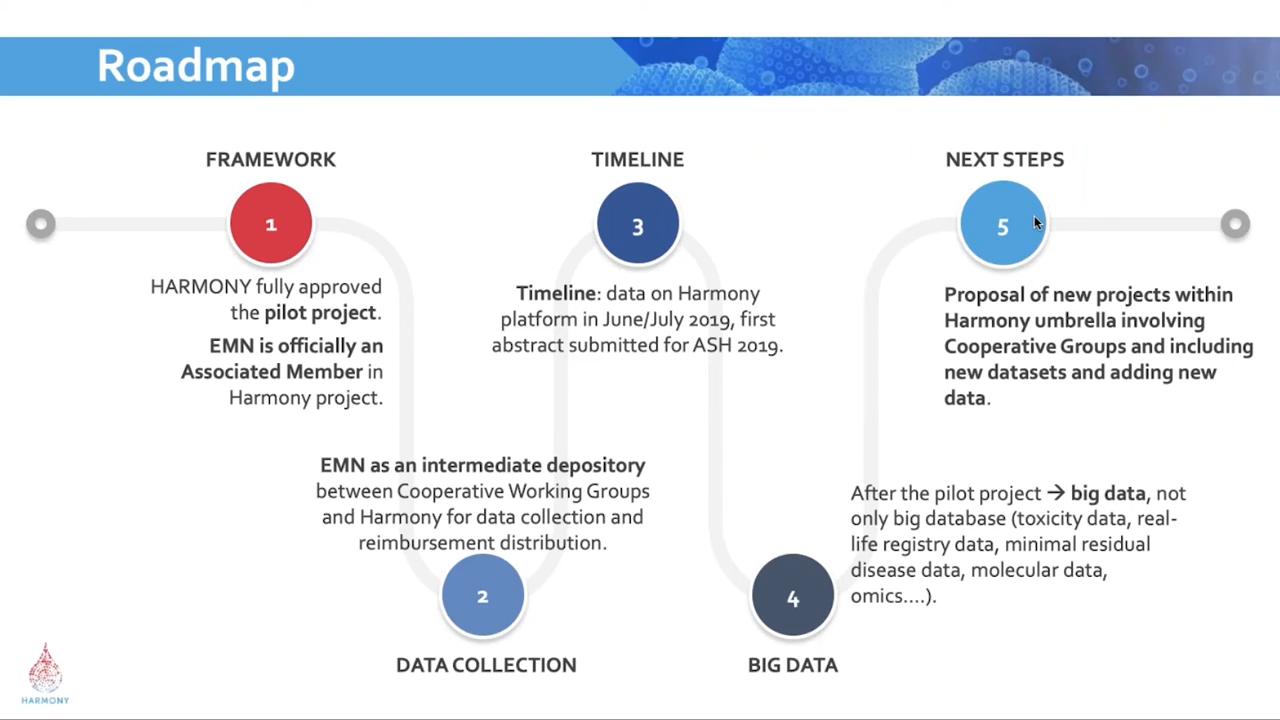 Roadmap
FRAMEWORK
1
HARMONY fully approved
the pilot project.
EMN is officially an
Associated Member in
Harmony project.
EMN as an intermediate depository
between Cooperative Working Groups
and Harmony for data collection and
reimbursement distribution.
2
DATA COLLECTION
TIMELINE
3
Timeline: data on Harmony
platform in June/July 2019, first
abstract submitted for ASH 2019.
4
BIG DATA
After the pilot project → big data, not
only big database (toxicity data, real-
life registry data, minimal residual
disease data, molecular data,
omics....).
NEXT STEPS
5
Proposal of new projects within
Harmony umbrella involving
Cooperative Groups and including
new datasets and adding new
data.
HARMONY